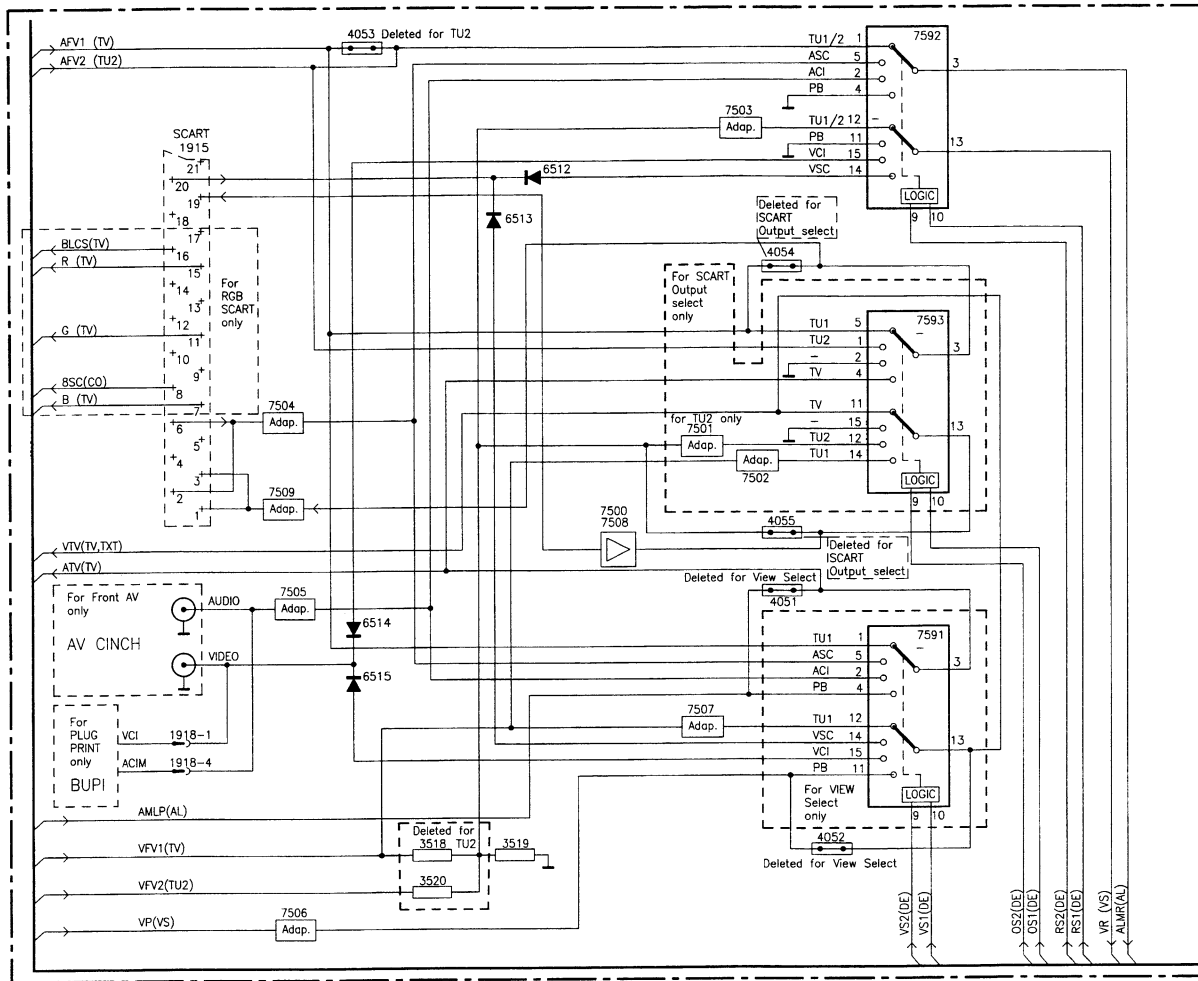 AFV1 (TV)
AFV2 (TU2)
4053 Deleted for TU2
TU1/2 1
ASC 5
ACI 2
PB 4
7592
3
7503
Adap.
TU1/2 12
PB 11
VCI 15
VSC 14
13
LOGIC
9 10
SCART
1915
21
20
19
18
17
16
15
14
13
12
11
10
9
8
7
6
5
4
3
2
1
6512
6513
BLCS(TV)
R (TV)
G (TV)
8SC(CO)
B (TV)
For
RGB
SCART
only
Deleted for
SCART
Output select
4054
For SCART
Output
select
only
TU1 5
TU2 1
– 2
TV 4
7593
3
TV 11
– 15
TU2 12
TU1 14
13
LOGIC
9 10
for TU2 only
7501
Adap.
Adap.
7502
7504
Adap.
7509
Adap.
7500
7508
4055
Deleted for
SCART
Output select
VTV(TV,TXT)
ATV(TV)
For Front AV
only
AV CINCH
AUDIO
VIDEO
7505
Adap.
6514
6515
Deleted for View Select
4051
TU1 1
ASC 5
ACI 2
PB 4
7591
3
7507
Adap.
TU1 12
VSC 14
VCI 15
PB 11
13
LOGIC
9 10
For VIEW
Select
only
4052
Deleted for View Select
For
PLUG
PRINT
only
BUPI
VCI 1918-1
ACIM 1918-4
AMLP(AL)
VFV1(TV)
VFV2(TU2)
VP(VS)
Deleted for
TU2
3518
3519
3520
7506
Adap.
VS2(DE)
VS1(DE)
OS2(DE)
OS1(DE)
RS2(DE)
RS1(DE)
VR (VS)
ALMR(AL)